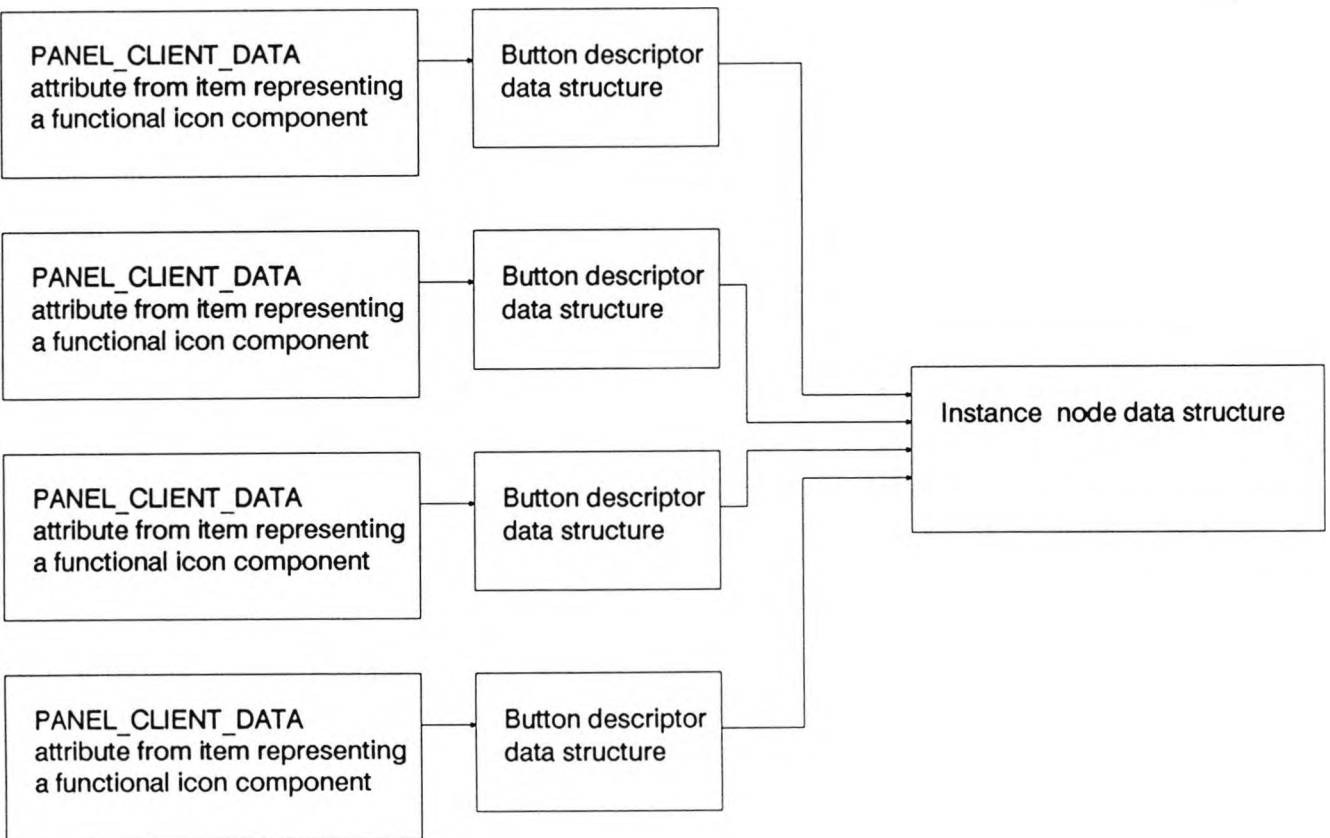 PANEL_CLIENT_DATA
attribute from item representing
a functional icon component
Button descriptor
data structure
PANEL_CLIENT_DATA
attribute from item representing
a functional icon component
Button descriptor
data structure
Instance node data structure
PANEL_CLIENT_DATA
attribute from item representing
a functional icon component
Button descriptor
data structure
PANEL_CLIENT_DATA
attribute from item representing
a functional icon component
Button descriptor
data structure